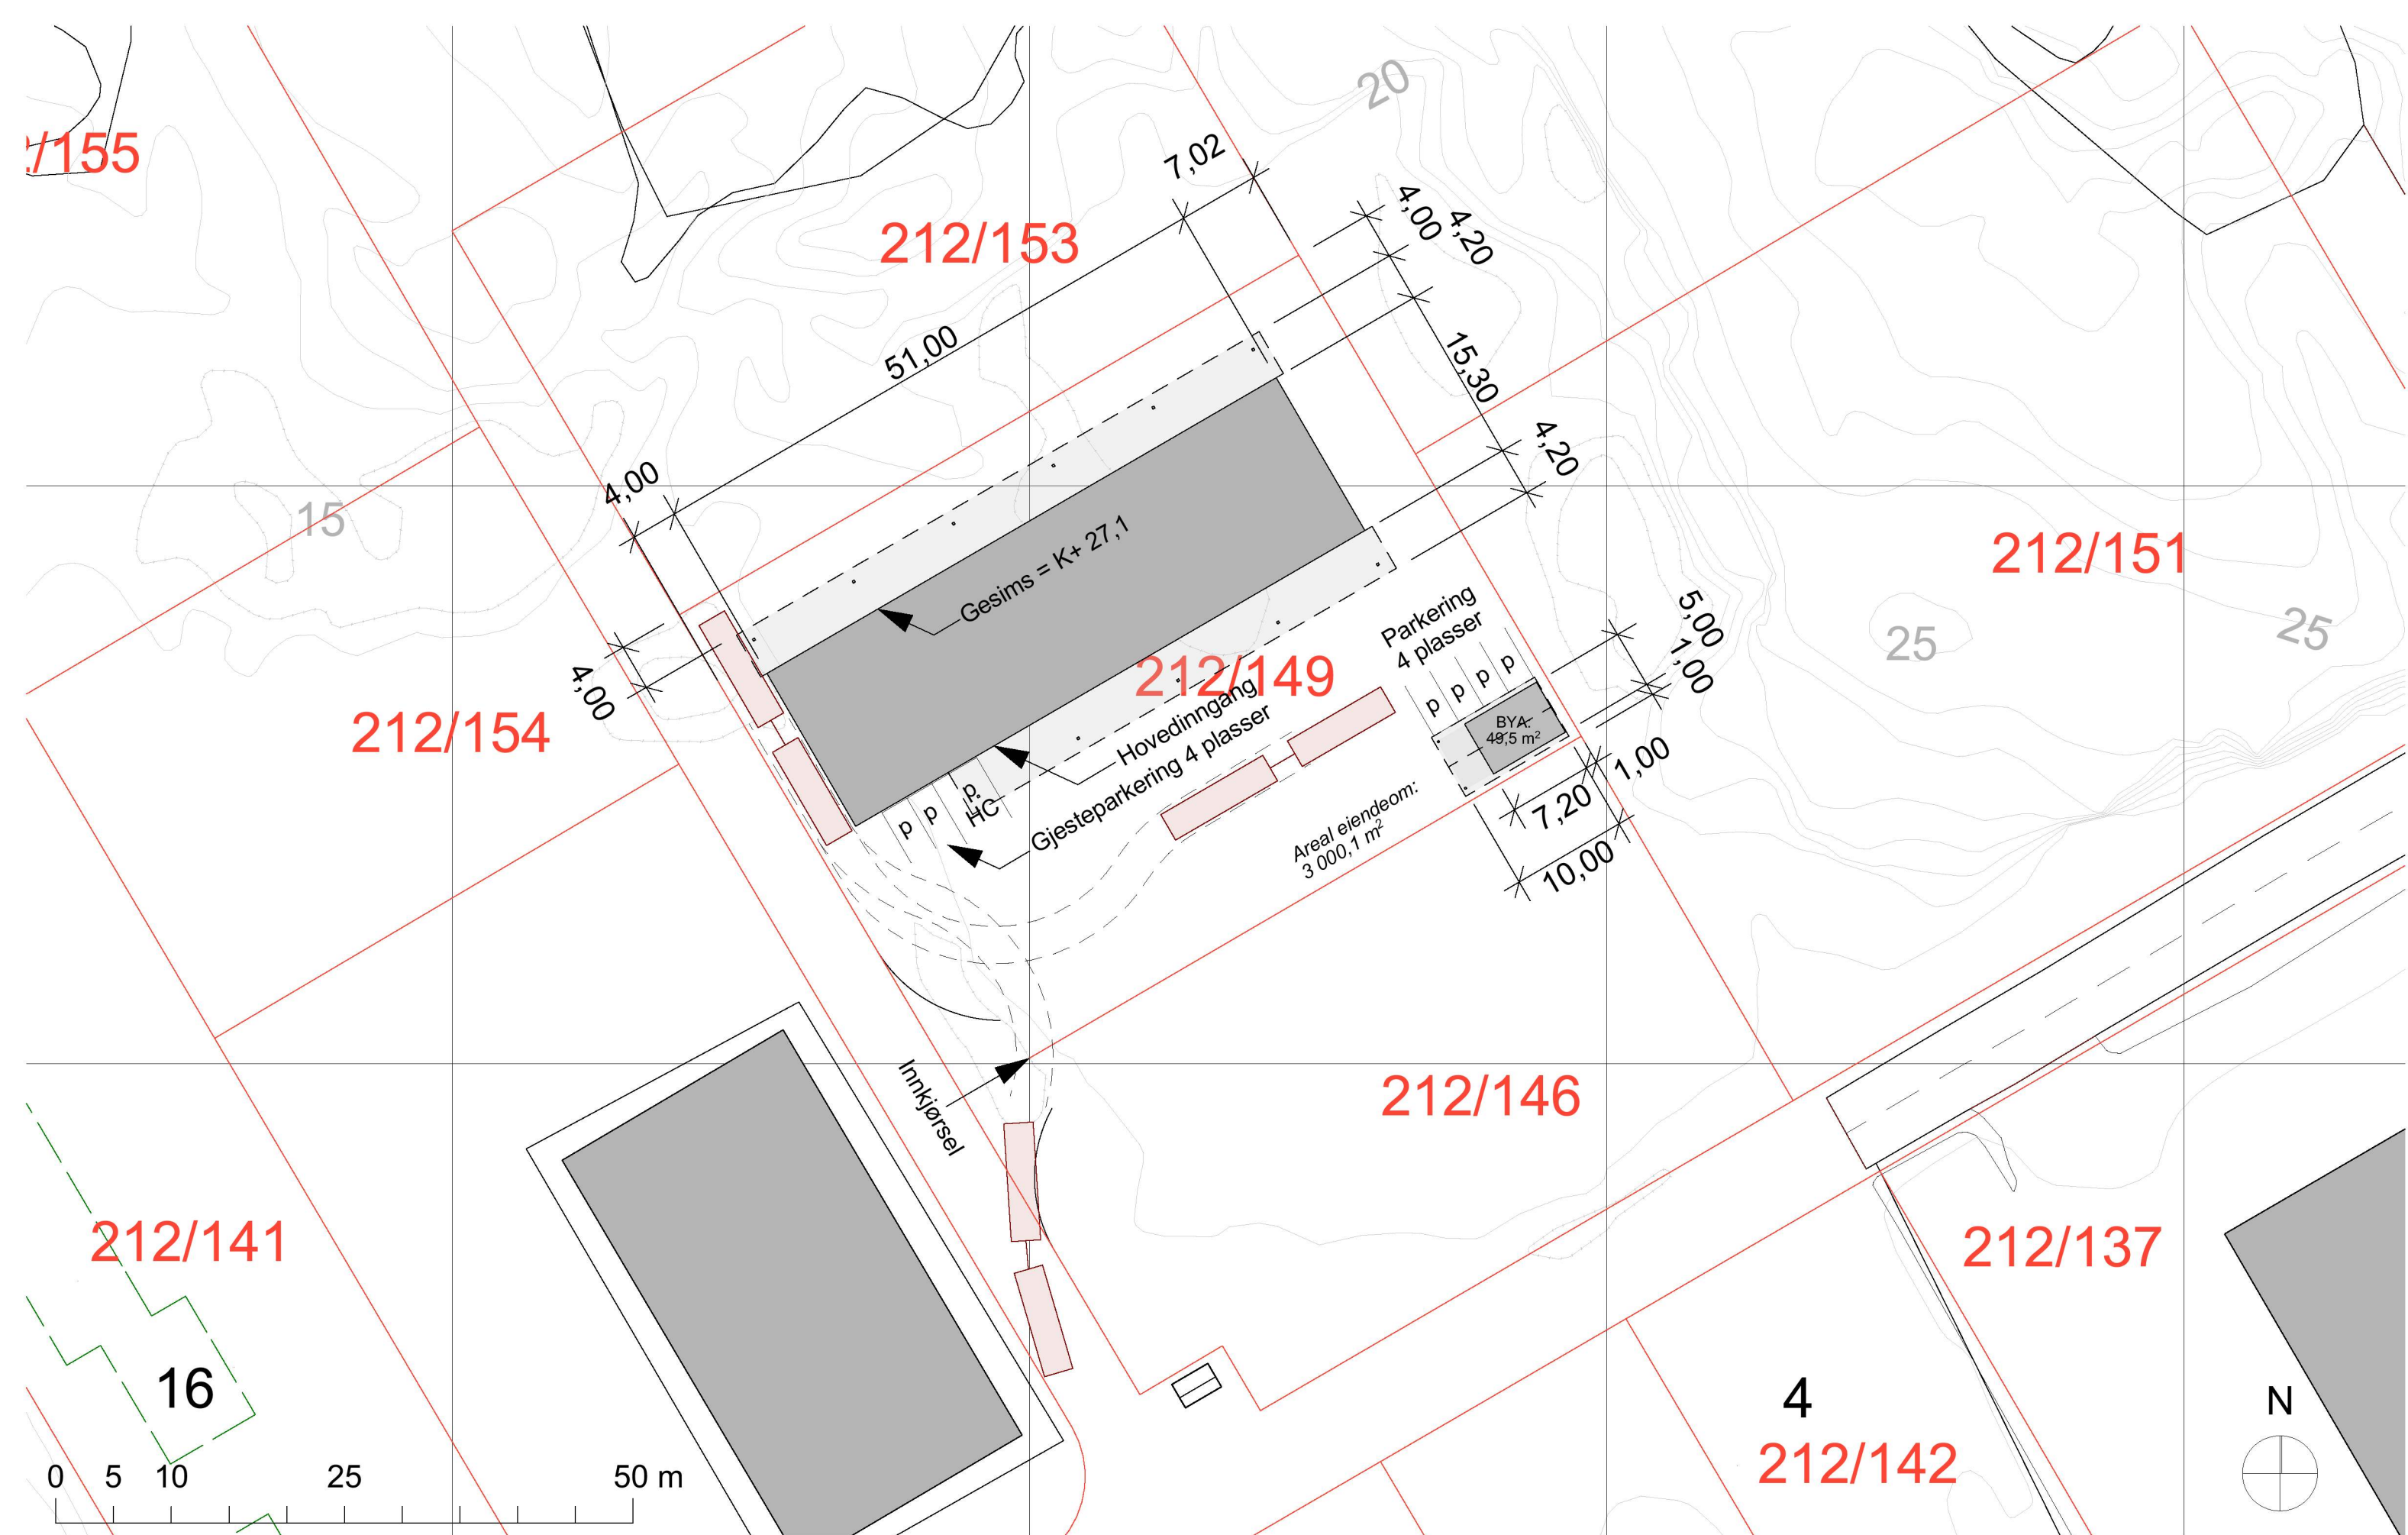 20
2/155
7,02
4,00
4,20
212/153
51,00
15,30
4,20
4,00
15
Gesims = K+ 27,1
212/151
25
25
Parkering
4 plasser
5,00
1,00
212/149
4,00
212/154
Hovedinngang
p
p
p
p
BYA:
49,5 m²
1,00
7,20
10,00
p
p
p.
HC
Gjesteparkering 4 plasser
Areal eiendeom:
3 000,1 m²
Innkjørsel
212/146
212/141
212/137
16
4
N
212/142
0 5 10 25 50 m